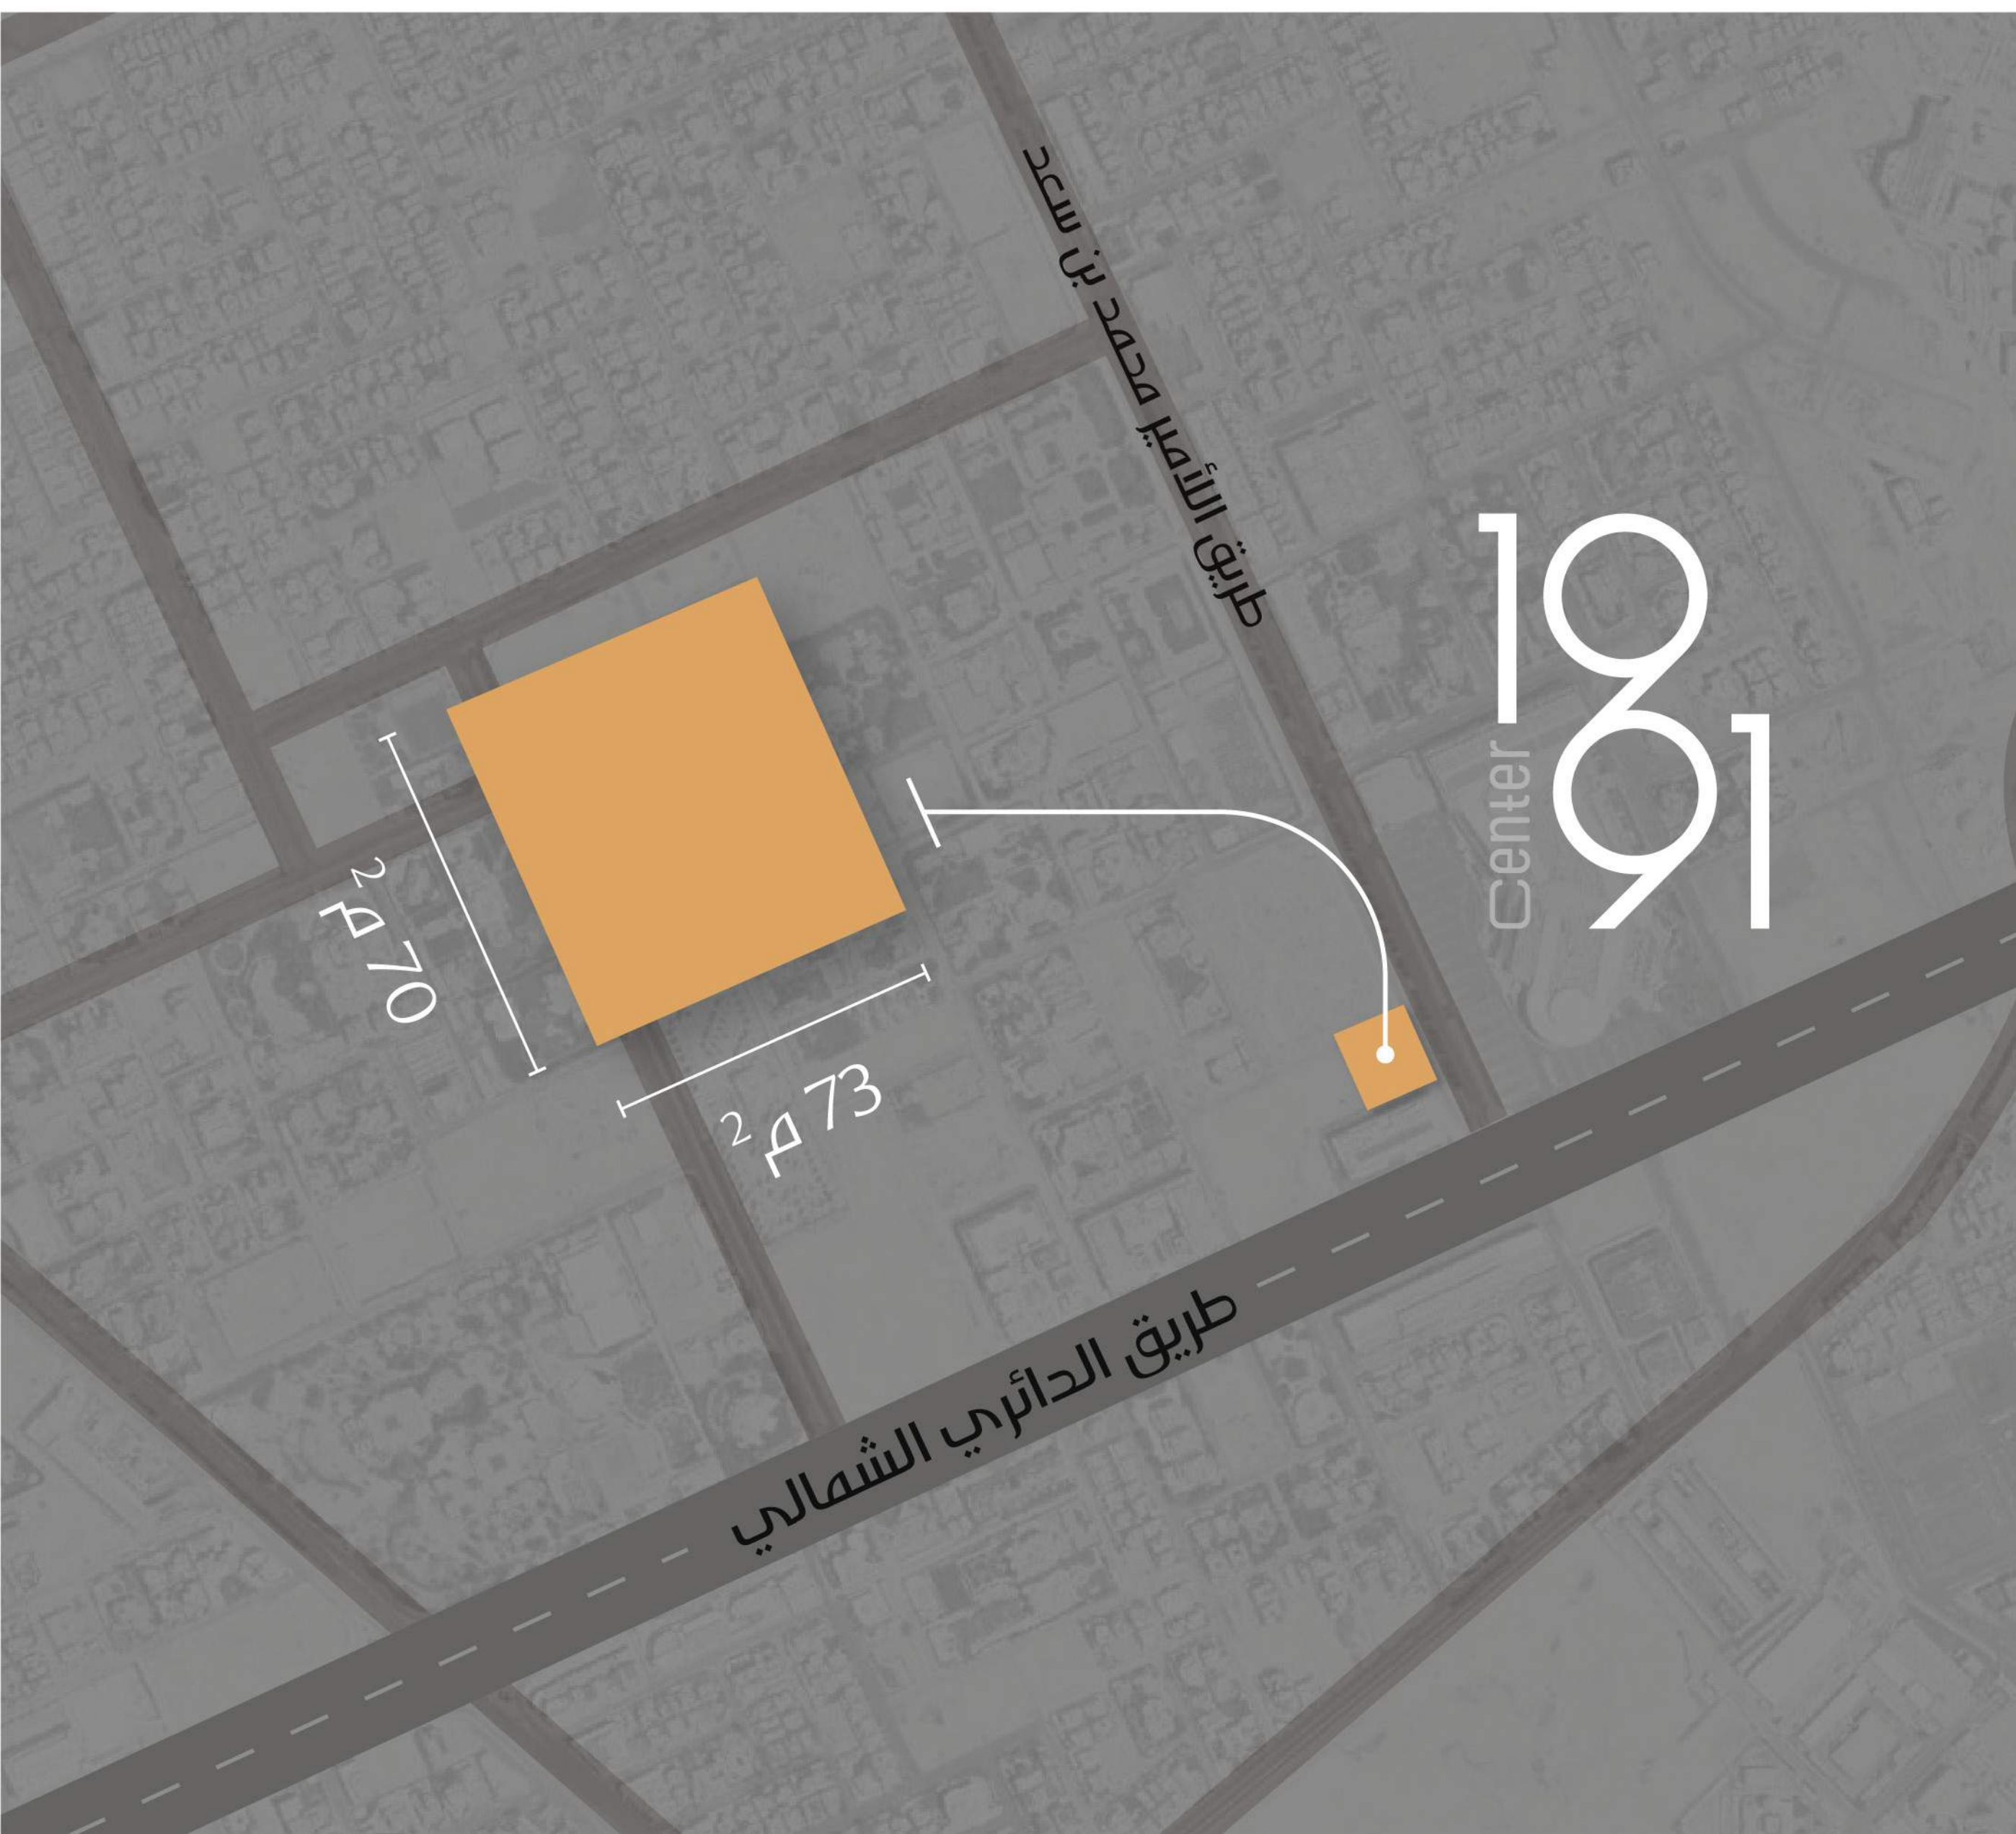 طريق الأمير محمد بن سعد
1991
center
70 م2
73 م2
طريق الدائري الشمالي